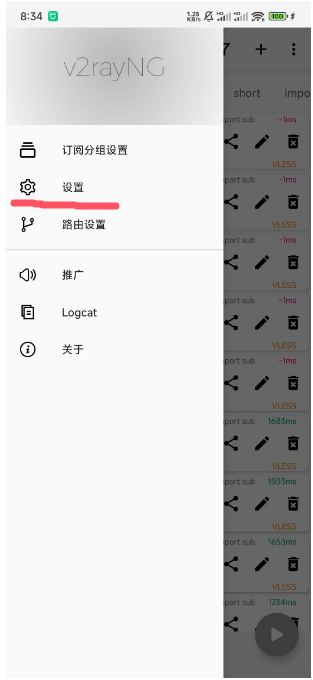 8:34
1.25
KB/s
HD
HD
100
v2rayNG
short
impo
订阅分组设置
设置
路由设置
推广
Logcat
关于
port sub
-1ms
VLESS
port sub
-1ms
VLESS
port sub
-1ms
VLESS
port sub
-1ms
VLESS
port sub
-1ms
VLESS
port sub
1683ms
VLESS
port sub
1503ms
VLESS
port sub
1653ms
VLESS
port sub
1234ms